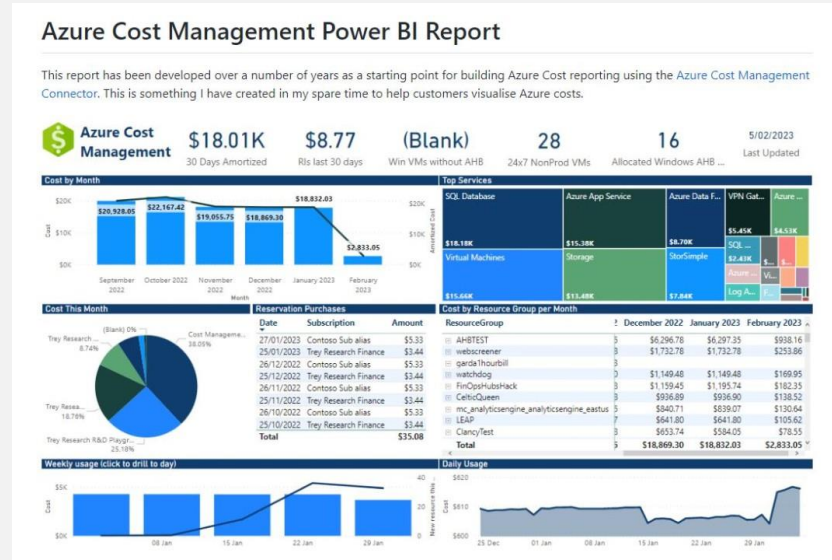 Azure Cost Management Power BI Report
This report has been developed over a number of years as a starting point for building Azure Cost reporting using the Azure Cost Management
Connector. This is something I have created in my spare time to help customers visualise Azure costs.
Azure Cost
Management
$18.01K
30 Days Amortized
$8.77
RIs last 30 days
(Blank)
Win VMs without AHB
28
24x7 NonProd VMs
16
Allocated Windows AHB ...
5/02/2023
Last Updated
Cost by Month
Cost
$20K
$10K
$0K
$20,928.05
$22,167.42
$19,055.75
$18,869.30
$18,832.03
$2,833.05
$20K
$10K
$0K
Amortized Cost
September
2022
October 2022
November
2022
December
2022
January 2023
February
2023
Month
Top Services
SQL Database
$18.18K
Virtual Machines
$15.66K
Azure App Service
$15.38K
Storage
$13.48K
Azure Data F...
$8.70K
StorSimple
$7.84K
VPN Gat...
$5.45K
Azure ...
$4.53K
SQL ...
$2.43K
Azure ...
Log A...
$...
S...
Vi...
F...
Cost This Month
(Blank) 0%
Trey Research ...
8.74%
Cost Manageme...
38.05%
Trey Resea...
18.76%
Trey Research R&D Playgr...
25.18%
Reservation Purchases
Date Subscription Amount
27/01/2023 Contoso Sub alias $5.33
25/01/2023 Trey Research Finance $3.44
26/12/2022 Contoso Sub alias $5.33
25/12/2022 Trey Research Finance $3.44
26/11/2022 Contoso Sub alias $5.33
25/11/2022 Trey Research Finance $3.44
26/10/2022 Contoso Sub alias $5.33
25/10/2022 Trey Research Finance $3.44
Total $35.08
Cost by Resource Group per Month
ResourceGroup December 2022 January 2023 February 2023
AHBTEST $6,296.78 $6,297.35 $938.16
webscreener $1,732.78 $1,732.78 $253.86
garda1hourbill
watchdog $1,149.48 $1,149.48 $169.95
FinOpsHubsHack $1,159.45 $1,195.74 $182.35
CelticQueen $936.89 $936.90 $138.52
mc_analyticsengine_analyticsengine_eastus $840.71 $839.07 $130.64
LEAP $641.80 $641.80 $105.62
ClancyTest $653.74 $584.05 $78.55
Total $18,869.30 $18,832.03 $2,833.05
Weekly usage (click to drill to day)
Cost
$5K
$0K
40
20
0
New resource this ...
08 Jan
15 Jan
22 Jan
29 Jan
Daily Usage
Cost
$620
$610
$600
25 Dec
01 Jan
08 Jan
15 Jan
22 Jan
29 Jan